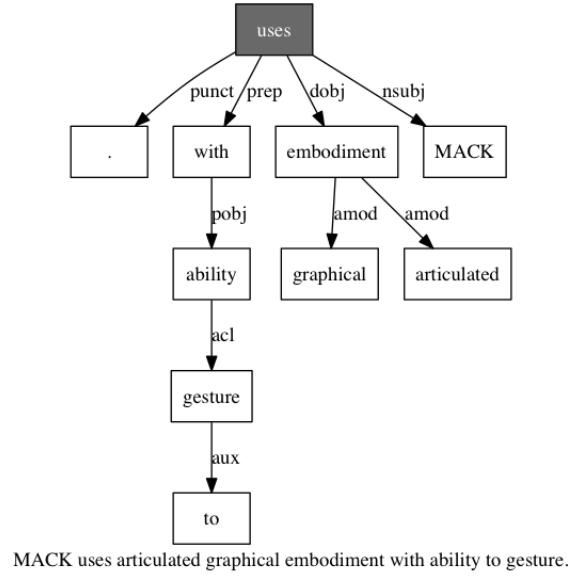 uses
punct prep dobj nsubj
. with embodiment MACK
pobj amod amod
ability graphical articulated
acl
gesture
aux
to
MACK uses articulated graphical embodiment with ability to gesture.